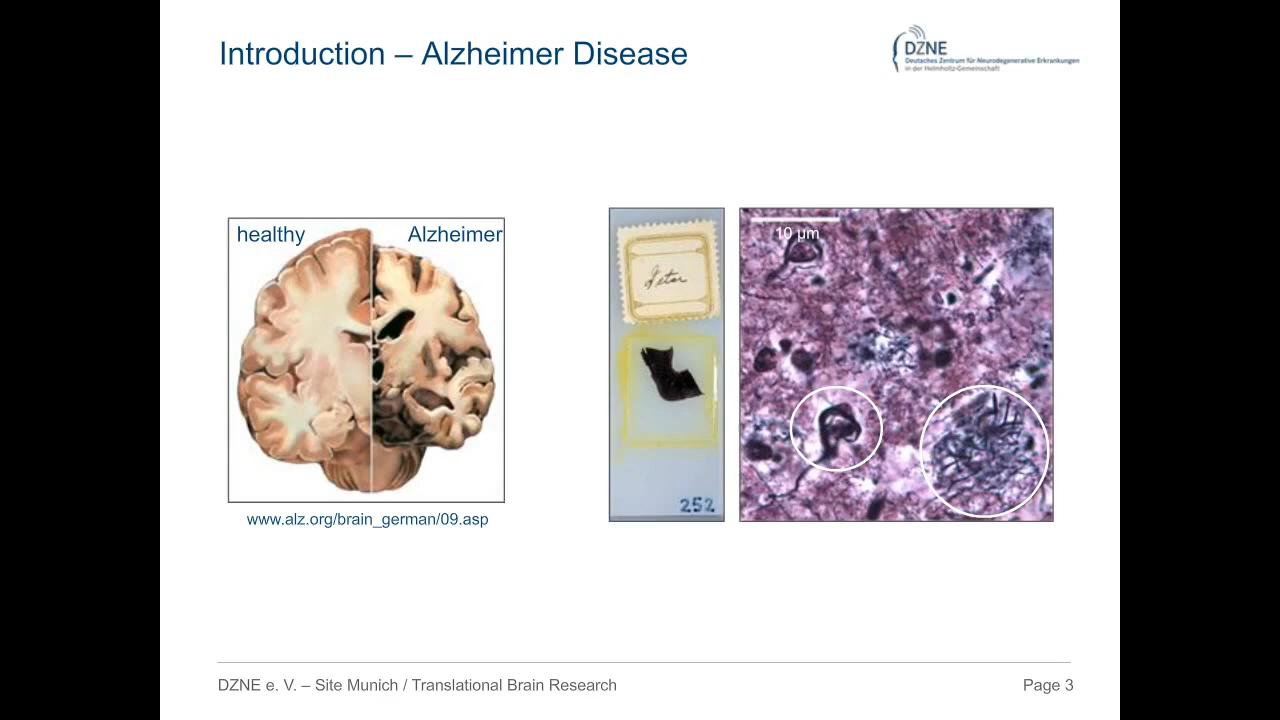 Introduction – Alzheimer Disease
DZNE
Deutsches Zentrum für Neurodegenerative Erkrankungen
in der Helmholtz-Gemeinschaft
healthy
Alzheimer
www.alz.org/brain_german/09.asp
252
10 µm
DZNE e. V. – Site Munich / Translational Brain Research
Page 3